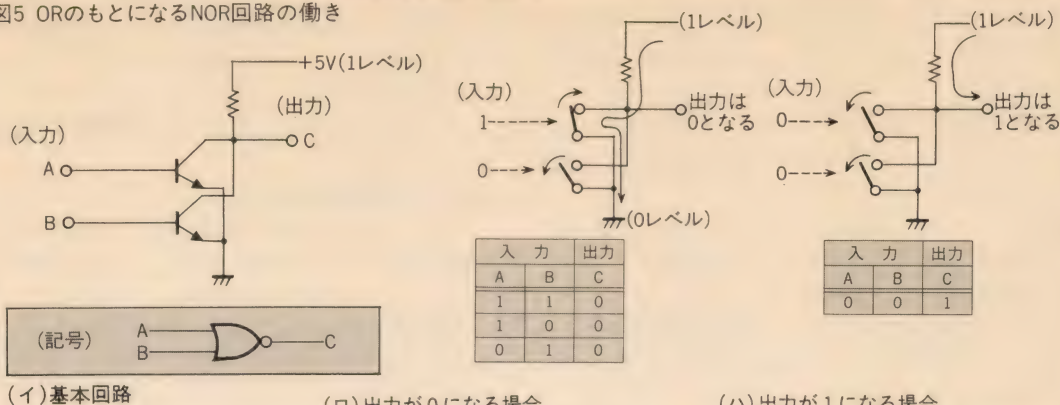 図5 ORのもとになるNOR回路の働き
+5V(1レベル)
(出力)
(入力)
C
A
B
(記号)
A
B
C
(イ)基本回路
(1レベル)
(入力)
1
0
出力は
0となる
(0レベル)
入 力 出力
A B C
1 1 0
1 0 0
0 1 0
(ロ)出力が0になる場合
(1レベル)
(入力)
0
0
出力は
1となる
入 力 出力
A B C
0 0 1
(ハ)出力が1になる場合